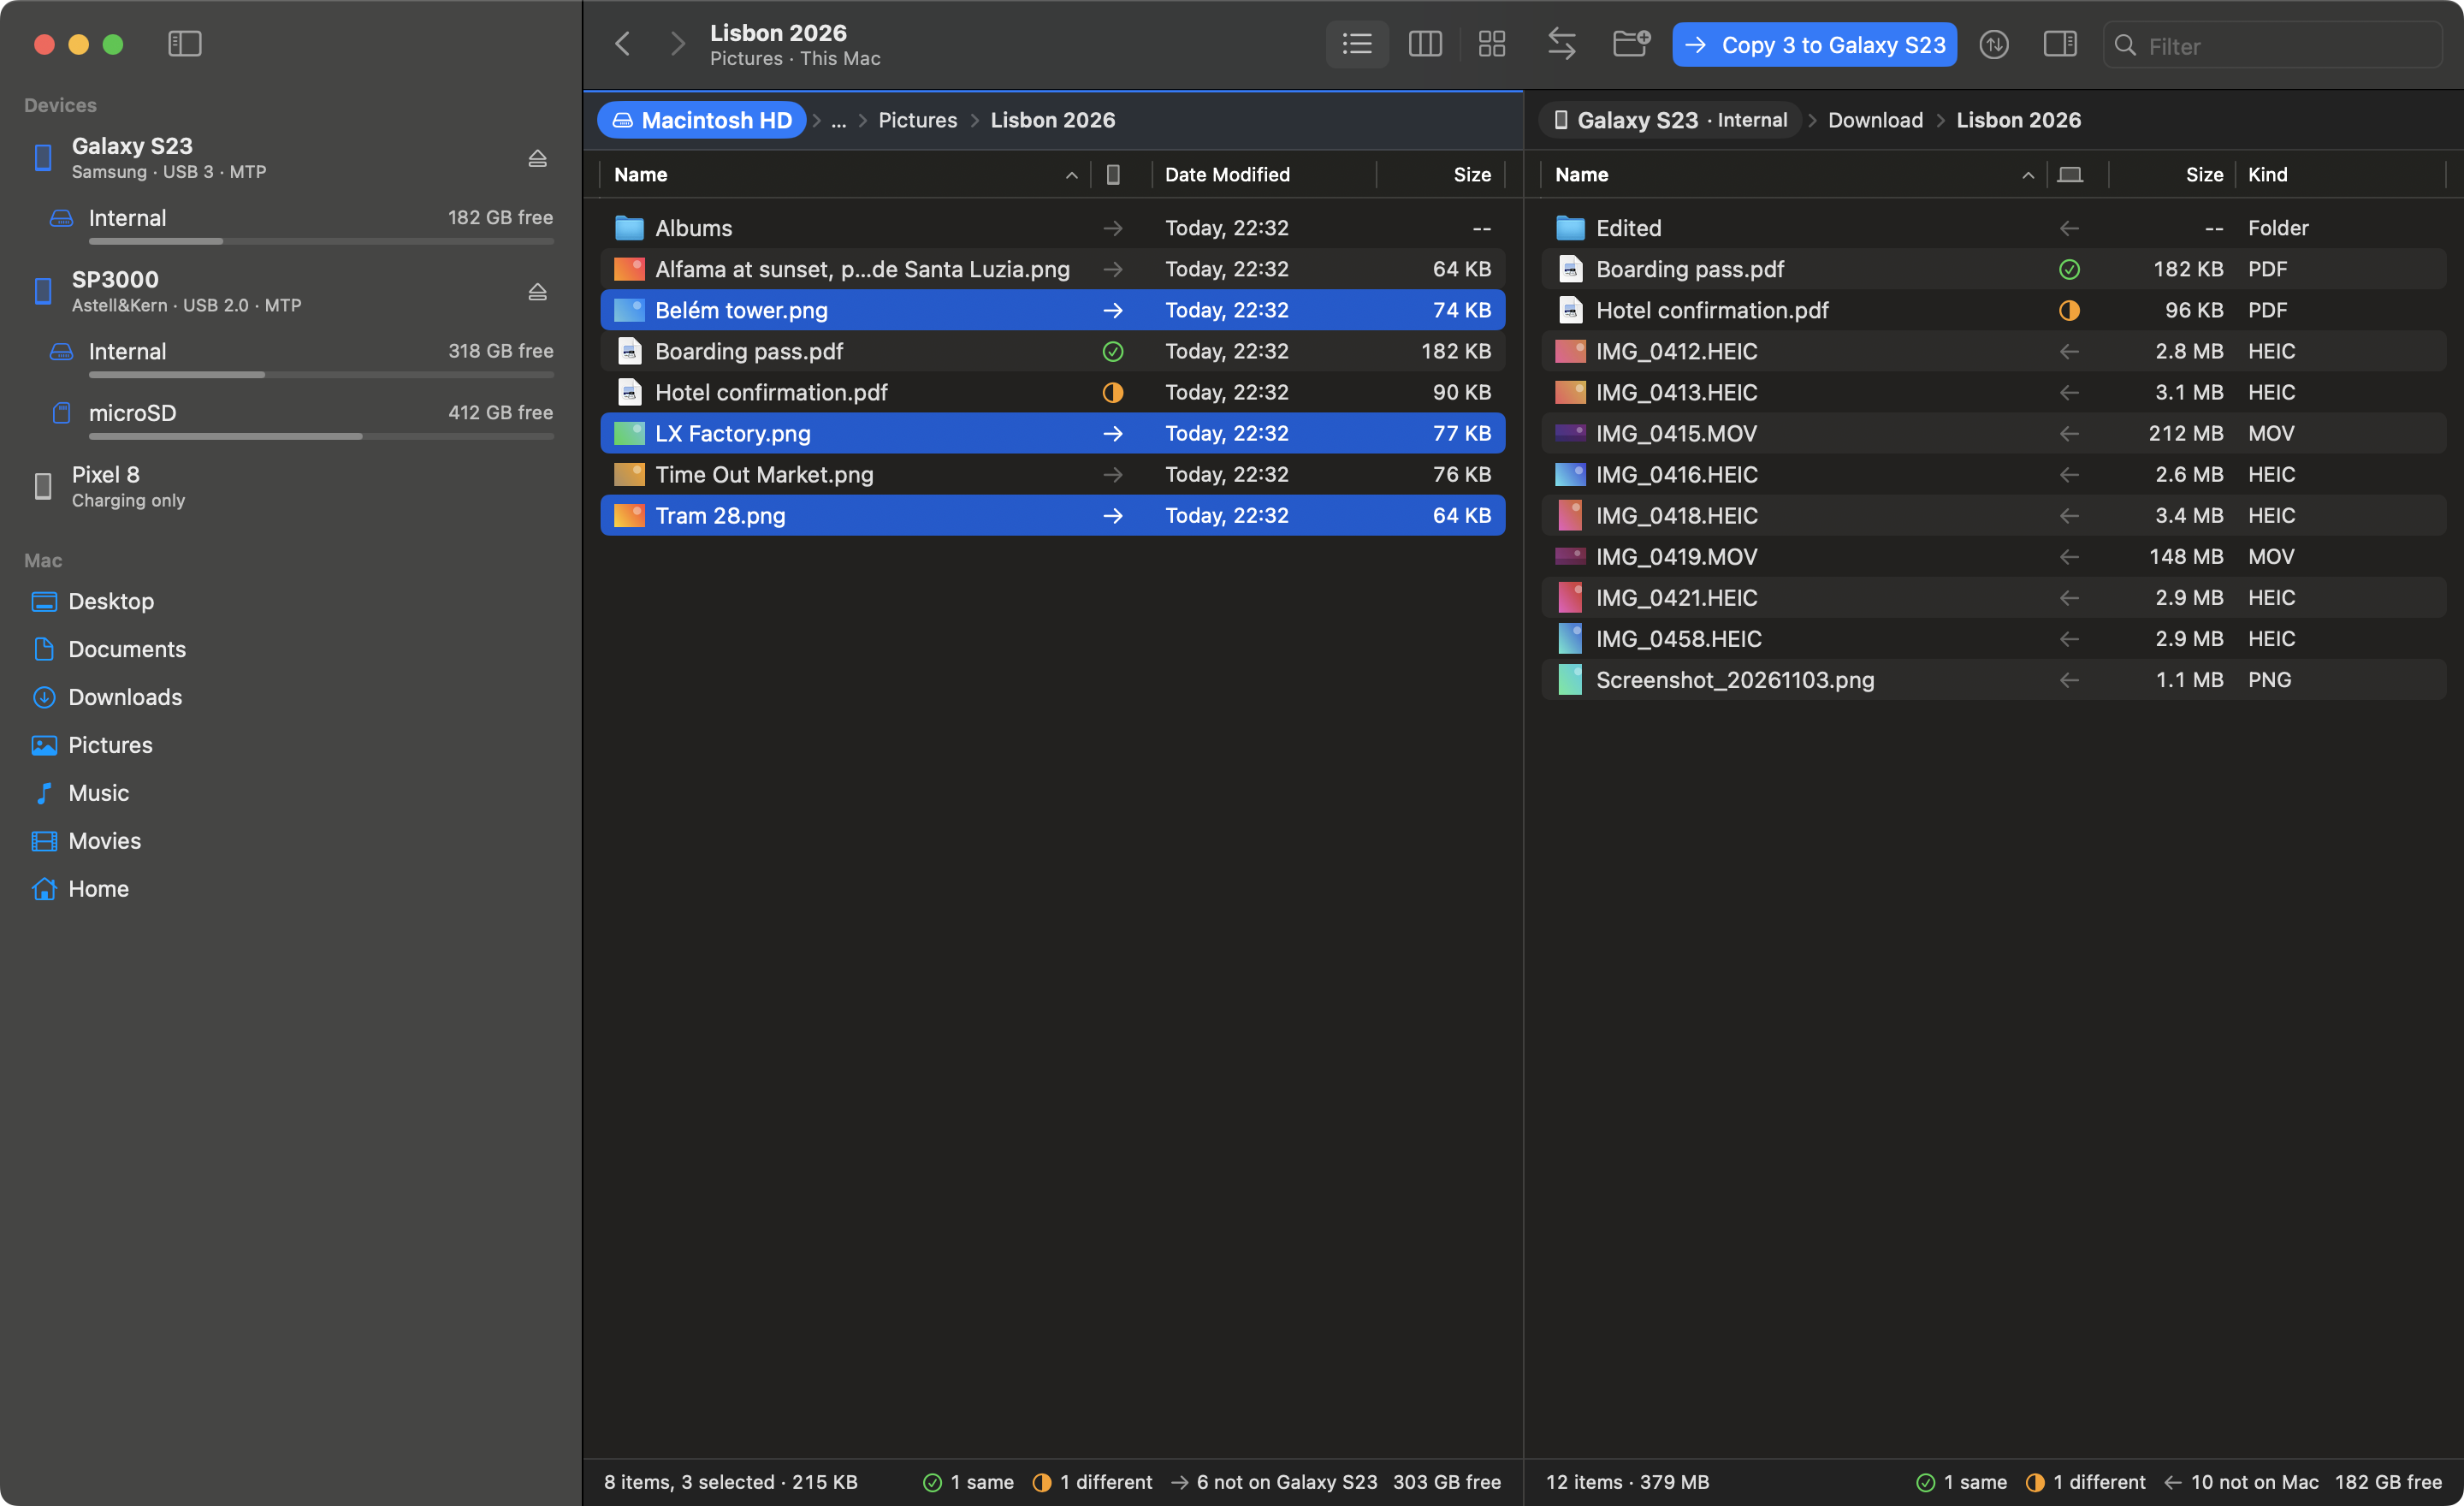 Lisbon 2026
Pictures · This Mac
Copy 3 to Galaxy S23
Filter
Devices
Galaxy S23
Samsung · USB 3 · MTP
Internal 182 GB free
SP3000
Astell&Kern · USB 2.0 · MTP
Internal 318 GB free
microSD 412 GB free
Pixel 8
Charging only
Mac
Desktop
Documents
Downloads
Pictures
Music
Movies
Home
Macintosh HD › ... › Pictures › Lisbon 2026
Name Date Modified Size
Albums Today, 22:32 --
Alfama at sunset, p...de Santa Luzia.png Today, 22:32 64 KB
Belém tower.png Today, 22:32 74 KB
Boarding pass.pdf Today, 22:32 182 KB
Hotel confirmation.pdf Today, 22:32 90 KB
LX Factory.png Today, 22:32 77 KB
Time Out Market.png Today, 22:32 76 KB
Tram 28.png Today, 22:32 64 KB
8 items, 3 selected · 215 KB 1 same 1 different → 6 not on Galaxy S23 303 GB free
Galaxy S23 · Internal › Download › Lisbon 2026
Name Size Kind
Edited -- Folder
Boarding pass.pdf 182 KB PDF
Hotel confirmation.pdf 96 KB PDF
IMG_0412.HEIC 2.8 MB HEIC
IMG_0413.HEIC 3.1 MB HEIC
IMG_0415.MOV 212 MB MOV
IMG_0416.HEIC 2.6 MB HEIC
IMG_0418.HEIC 3.4 MB HEIC
IMG_0419.MOV 148 MB MOV
IMG_0421.HEIC 2.9 MB HEIC
IMG_0458.HEIC 2.9 MB HEIC
Screenshot_20261103.png 1.1 MB PNG
12 items · 379 MB 1 same 1 different ← 10 not on Mac 182 GB free